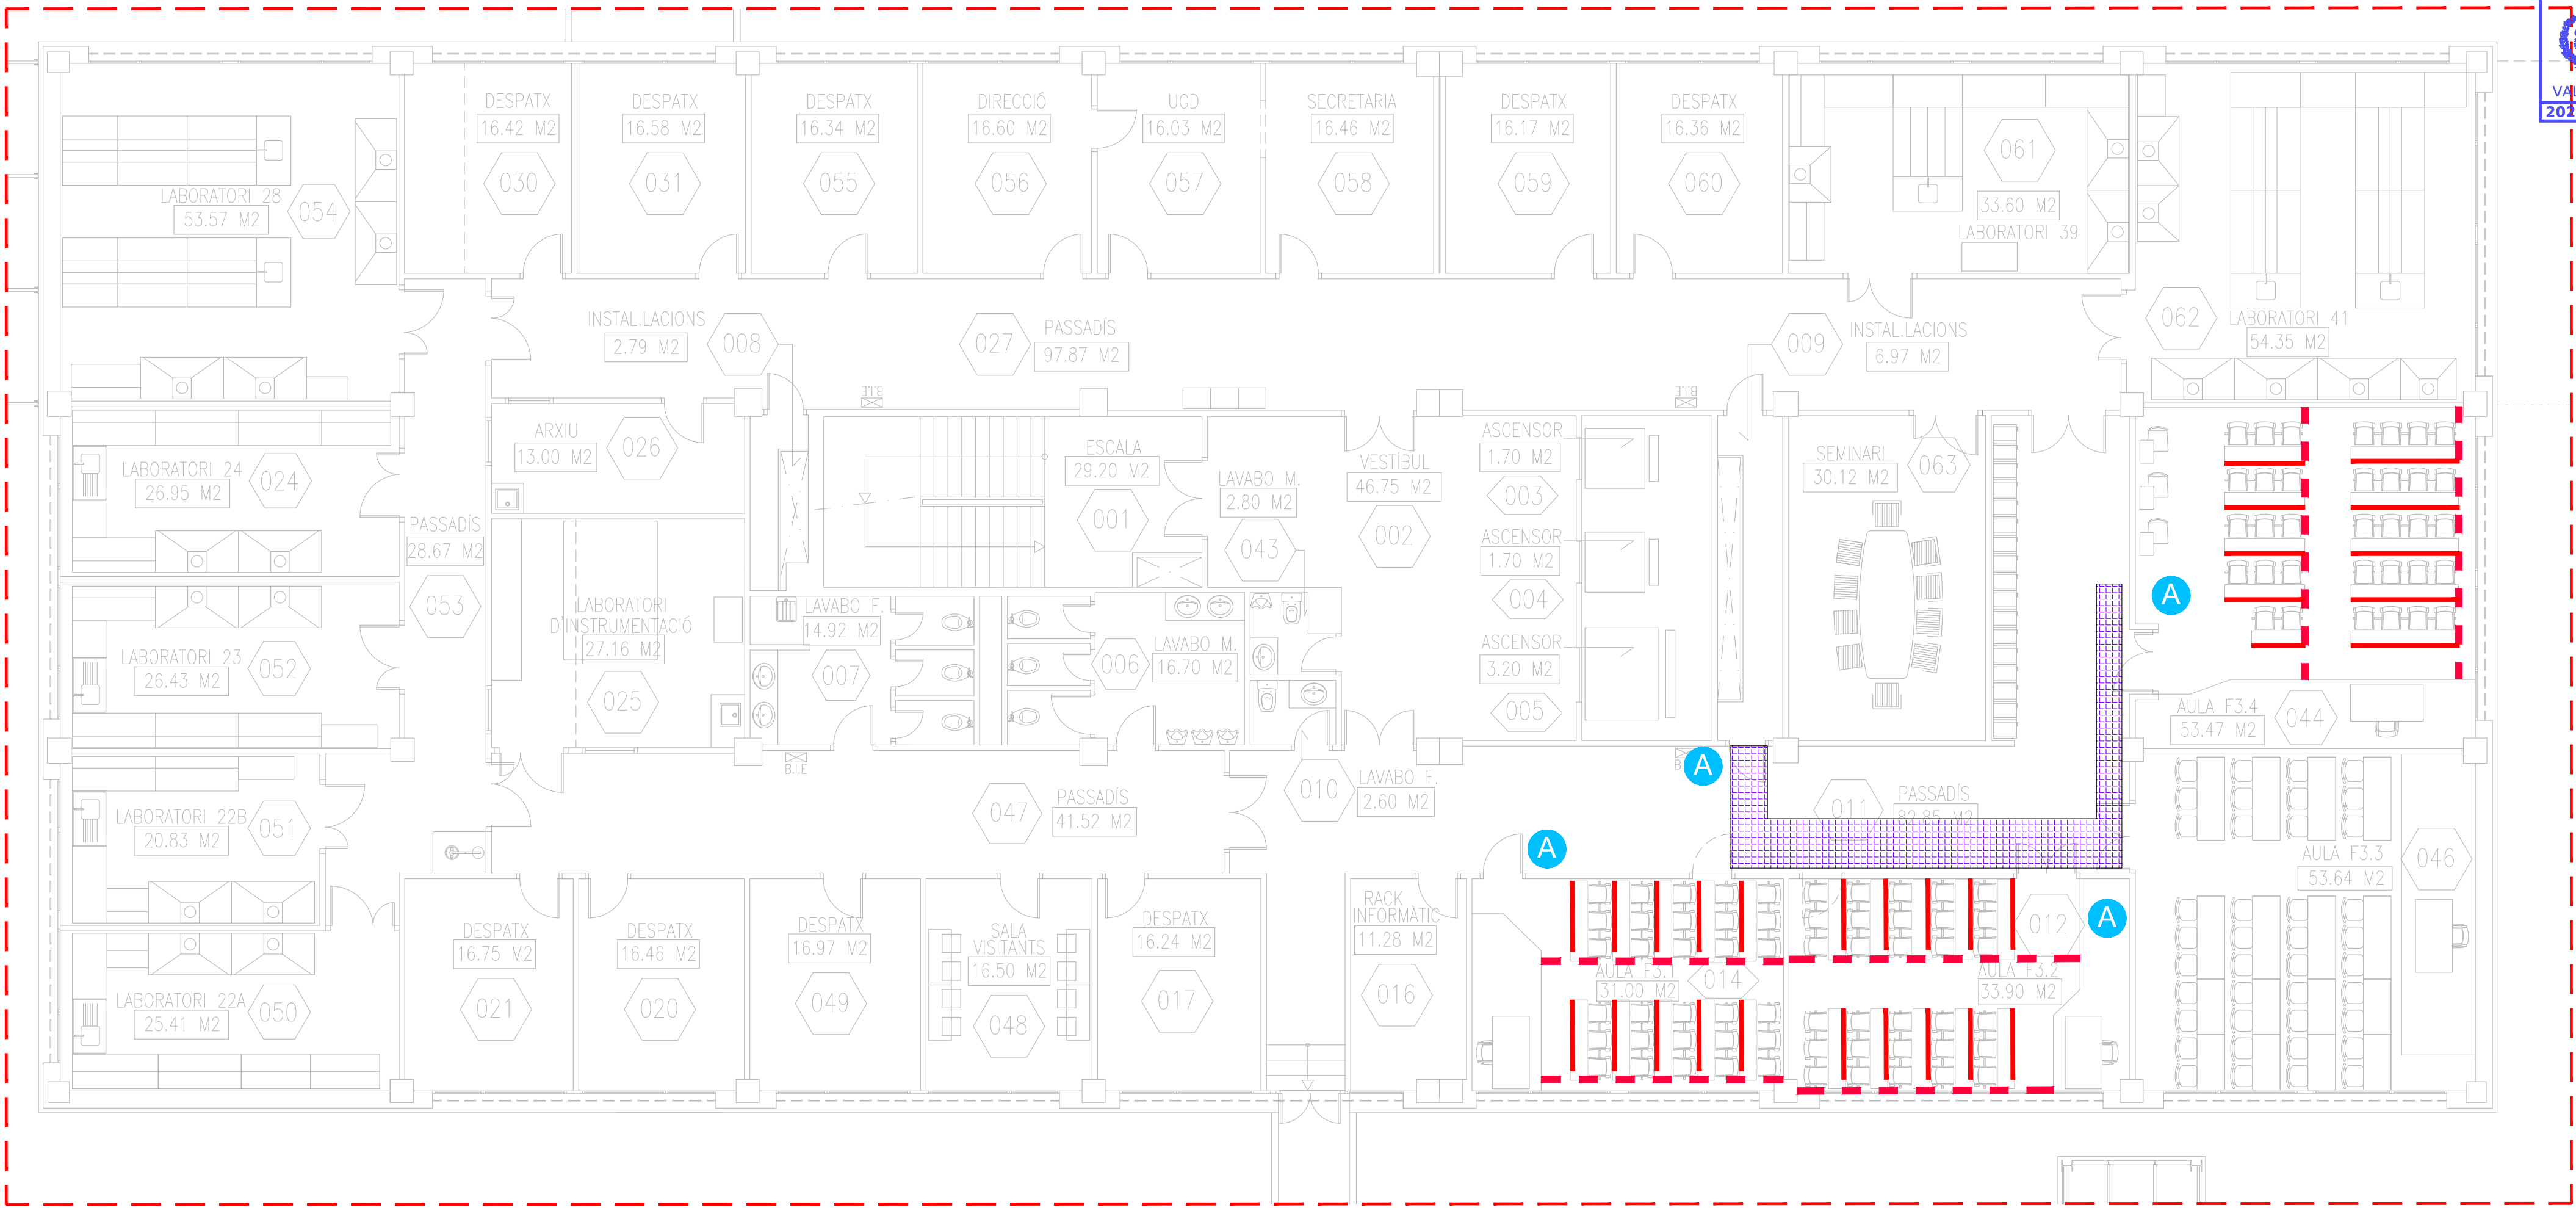 DESPATX
16.42 M2
030
DESPATX
16.58 M2
031
DESPATX
16.34 M2
055
DIRECCIÓ
16.60 M2
056
UGD
16.03 M2
057
SECRETARIA
16.46 M2
058
DESPATX
16.17 M2
059
DESPATX
16.36 M2
060
061
33.60 M2
LABORATORI 39
LABORATORI 28
53.57 M2
054
INSTAL.LACIONS
2.79 M2
008
027
PASSADÍS
97.87 M2
009
INSTAL.LACIONS
6.97 M2
062
LABORATORI 41
54.35 M2
B.I.E
B.I.E
ARXIU
13.00 M2
026
ESCALA
29.20 M2
001
LAVABO M.
2.80 M2
043
VESTÍBUL
46.75 M2
002
ASCENSOR
1.70 M2
003
ASCENSOR
1.70 M2
004
ASCENSOR
3.20 M2
005
SEMINARI
30.12 M2
063
LABORATORI 24
26.95 M2
024
PASSADÍS
28.67 M2
053
LABORATORI 23
26.43 M2
052
LABORATORI
D'INSTRUMENTACIÓ
27.16 M2
025
LAVABO F.
14.92 M2
007
006
LAVABO M.
16.70 M2
A
AULA F3.4
53.47 M2
044
B.I.E
A
LABORATORI 22B
20.83 M2
051
047
PASSADÍS
41.52 M2
010
LAVABO F.
2.60 M2
011
PASSADÍS
82.85 M2
A
AULA F3.3
53.64 M2
046
DESPATX
16.75 M2
021
DESPATX
16.46 M2
020
DESPATX
16.97 M2
049
SALA
VISITANTS
16.50 M2
048
DESPATX
16.24 M2
017
RACK
INFORMÀTIC
11.28 M2
016
AULA F3.1
31.00 M2
014
012
A
AULA F3.2
33.90 M2
LABORATORI 22A
25.41 M2
050